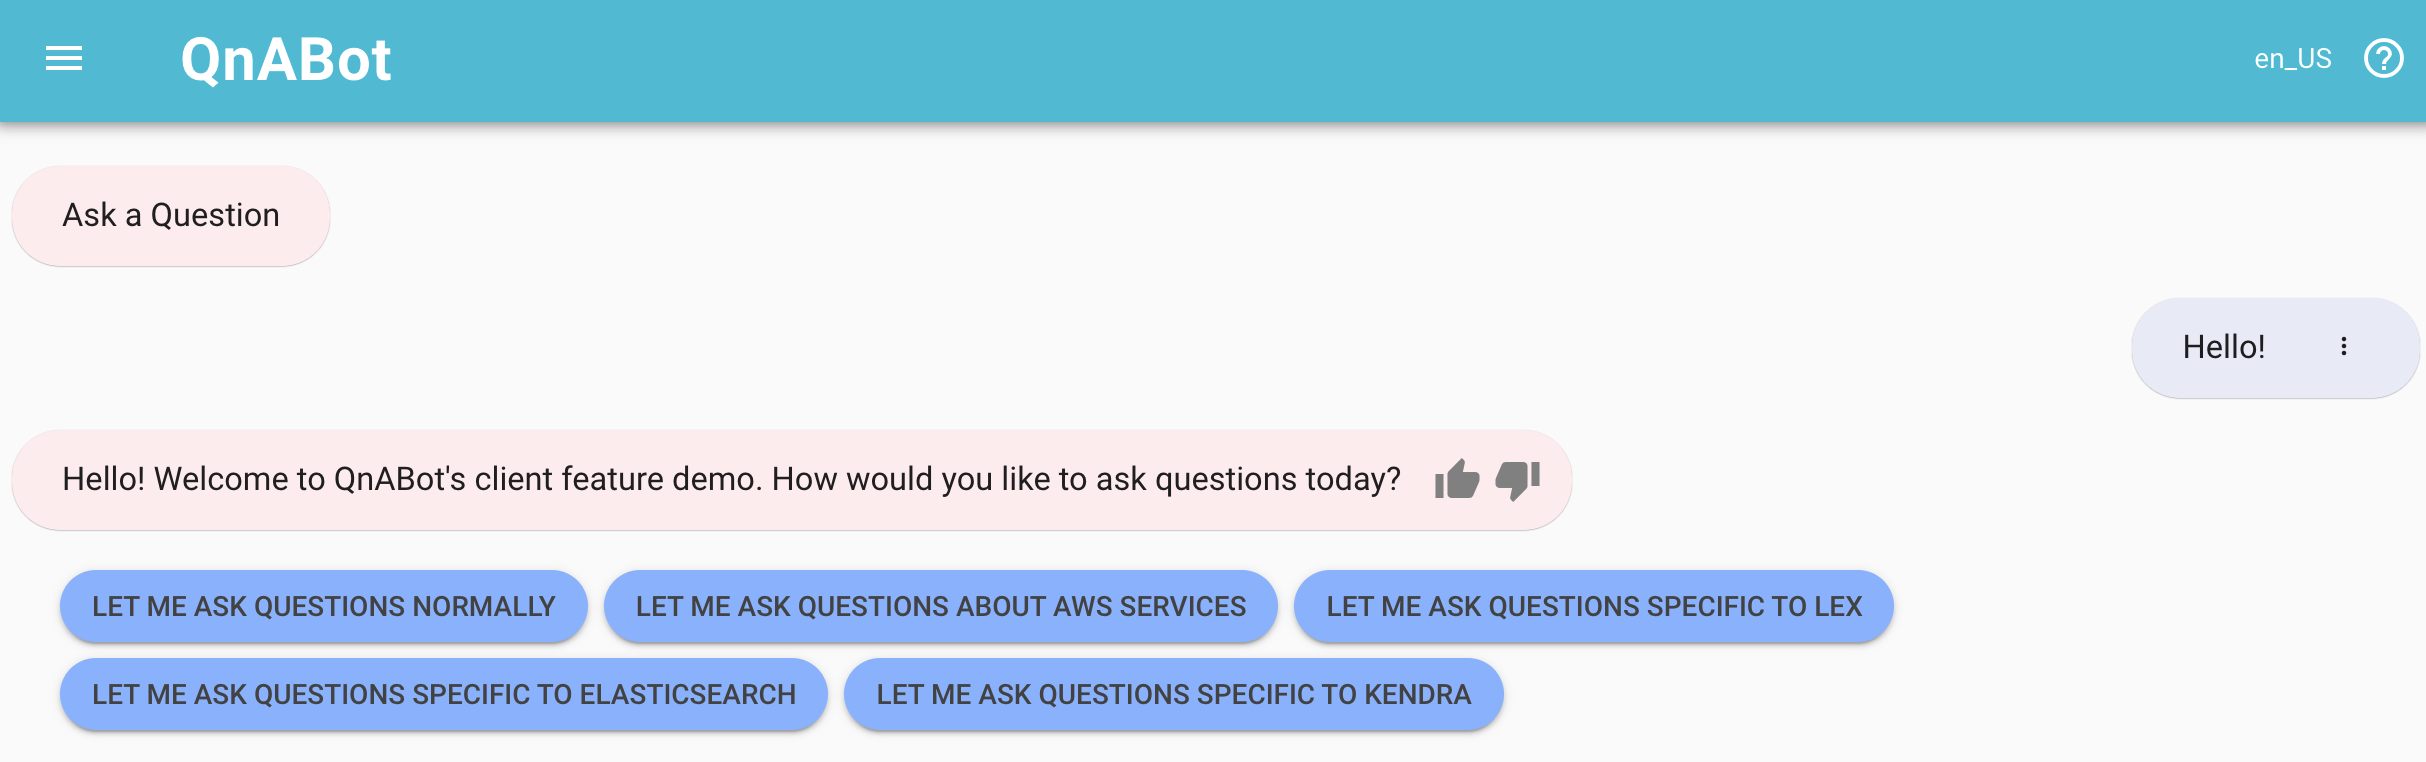 QnABot
en_US
Ask a Question
Hello!
Hello! Welcome to QnABot's client feature demo. How would you like to ask questions today?
LET ME ASK QUESTIONS NORMALLY
LET ME ASK QUESTIONS ABOUT AWS SERVICES
LET ME ASK QUESTIONS SPECIFIC TO LEX
LET ME ASK QUESTIONS SPECIFIC TO ELASTICSEARCH
LET ME ASK QUESTIONS SPECIFIC TO KENDRA